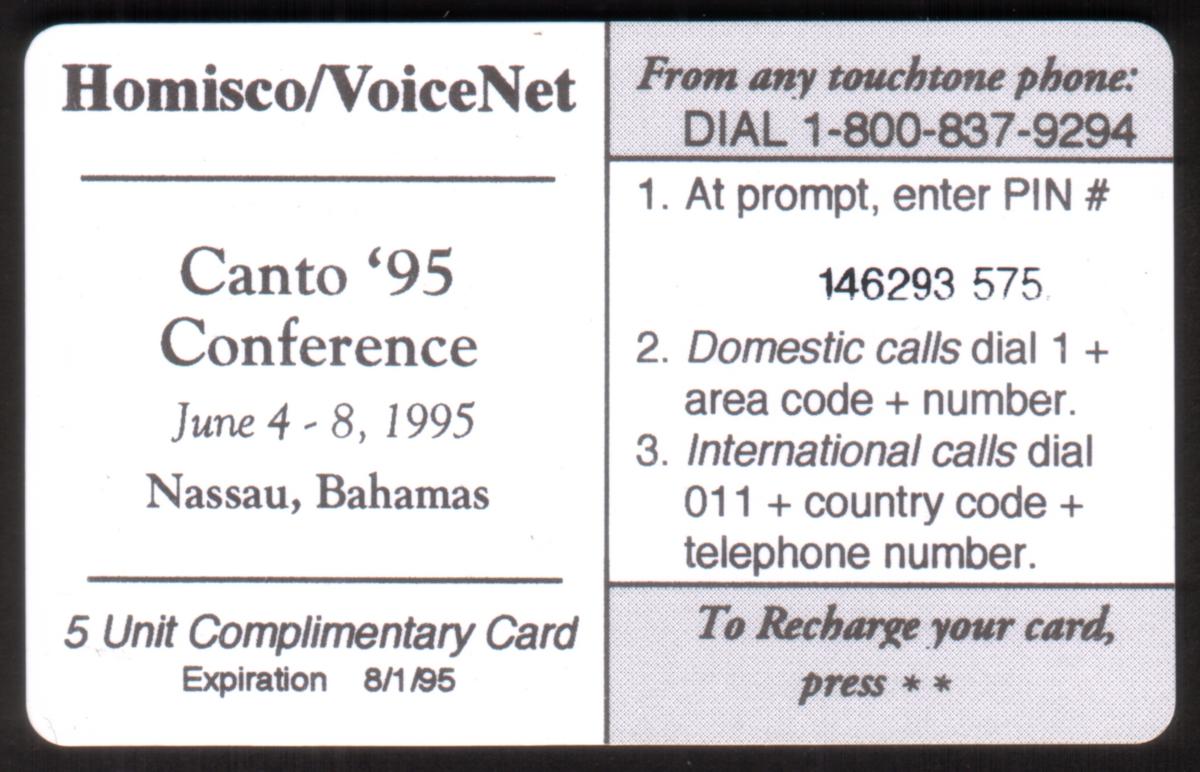 Homisco/VoiceNet
Canto ‘95
Conference
June 4 - 8, 1995
Nassau, Bahamas
5 Unit Complimentary Card
Expiration 8/1/95
From any touchtone phone:
DIAL 1-800-837-9294
1. At prompt, enter PIN #
146293 575
2. Domestic calls dial 1 +
area code + number.
3. International calls dial
011 + country code +
telephone number.
To Recharge your card,
press * *